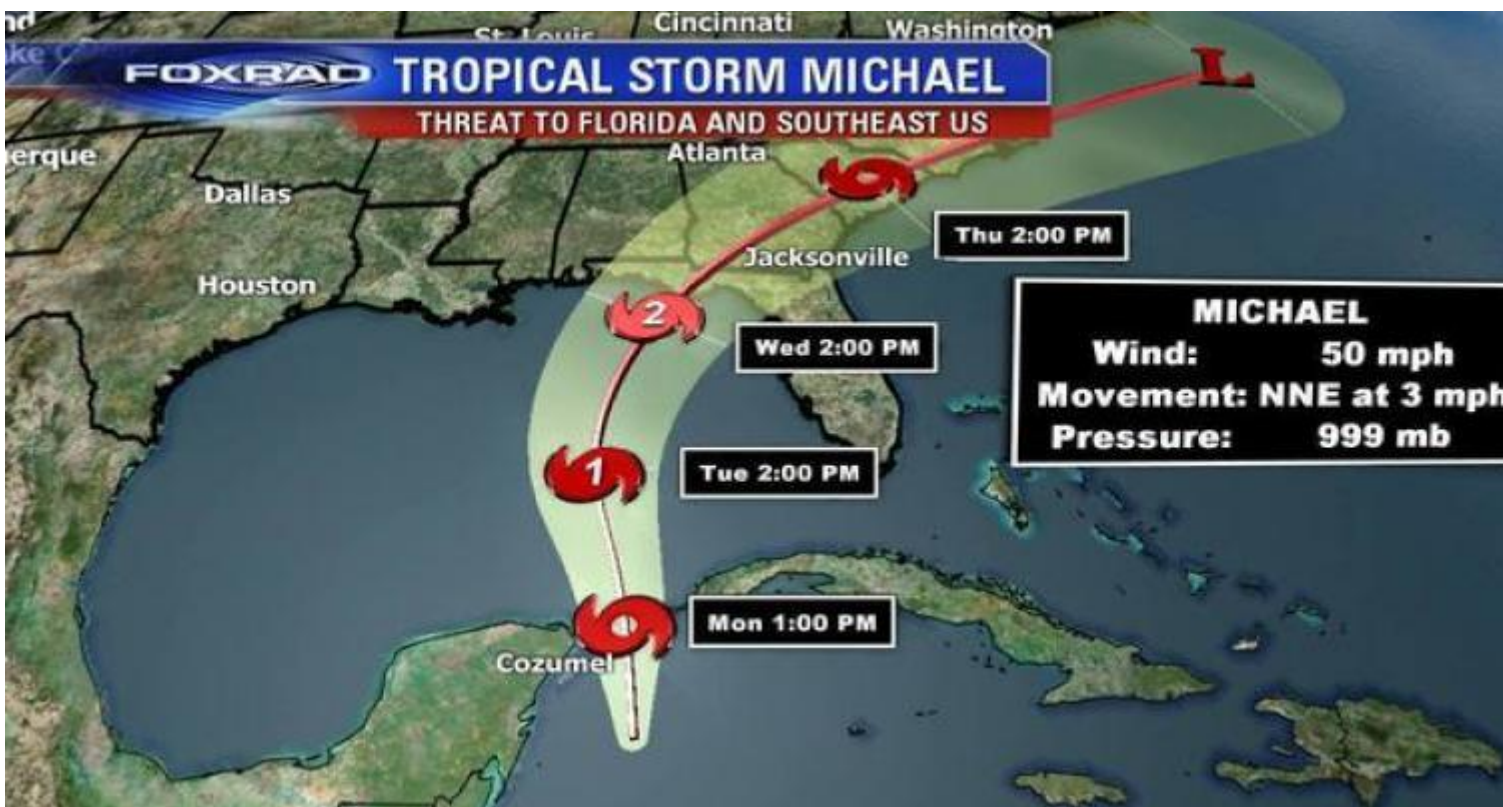 Cincinnati
St. Louis
Washington
FOXRAD TROPICAL STORM MICHAEL
THREAT TO FLORIDA AND SOUTHEAST US
Atlanta
L
Dallas
Thu 2:00 PM
Jacksonville
Houston
2
Wed 2:00 PM
MICHAEL
Wind: 50 mph
Movement: NNE at 3 mph
Pressure: 999 mb
1
Tue 2:00 PM
Mon 1:00 PM
Cozumel